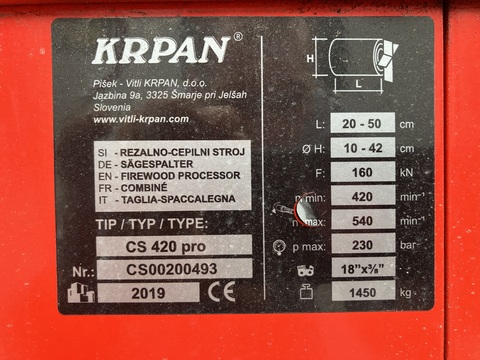 KRPAN®
Pišek - Vitli KRPAN, d.o.o.
Jazbina 9a, 3325 Šmarje pri Jelšah
Slovenia
www.vitli-krpan.com
SI - REZALNO-CEPILNI STROJ
DE - SÄGESPALTER
EN - FIREWOOD PROCESSOR
FR - COMBINÉ
IT - TAGLIA-SPACCALEGNA
TIP / TYP / TYPE:
CS 420 pro
Nr.: CS00200493
2019 CE
H
L
L: 20 - 50 cm
Ø H: 10 - 42 cm
F: 160 kN
min: 420 min⁻¹
n max: 540 min⁻¹
p max: 230 bar
18"x⅜"
1450 kg